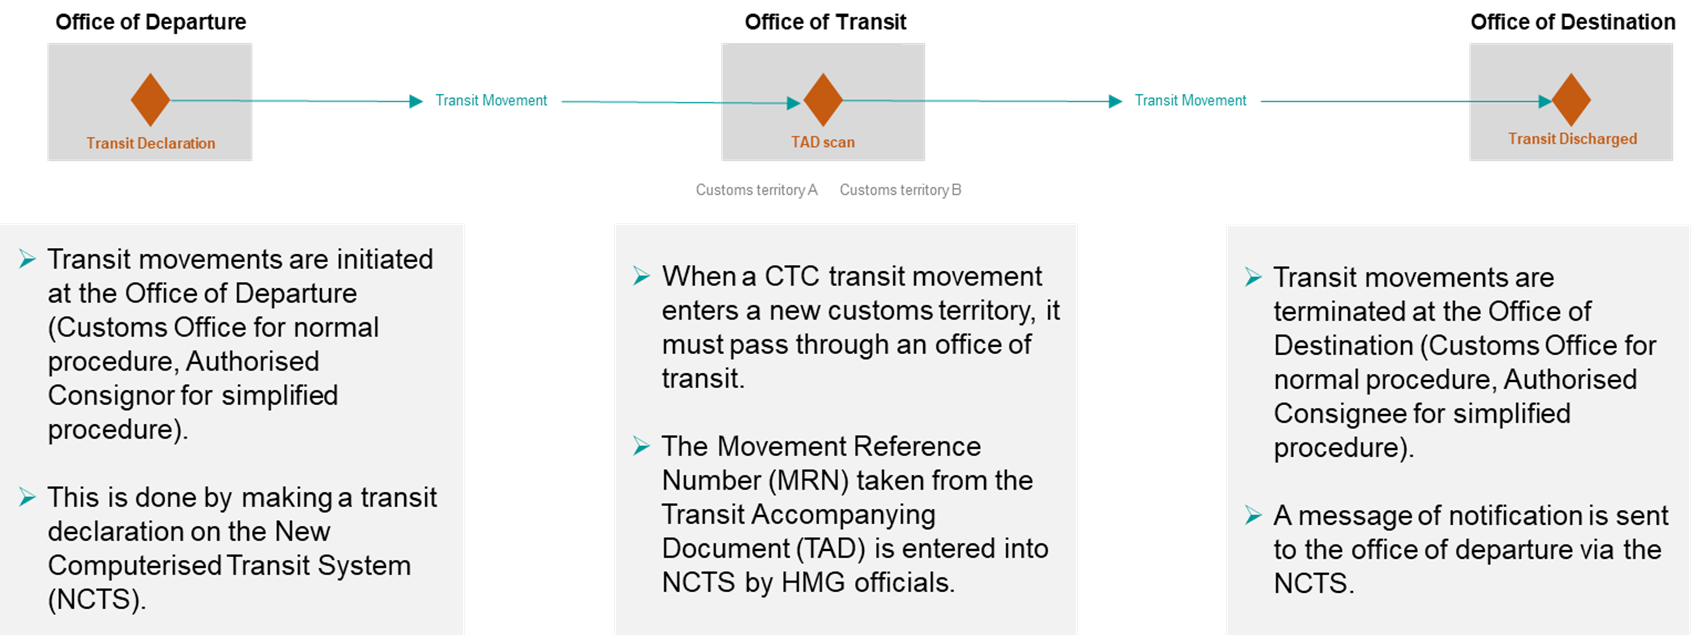 Office of Departure
Office of Transit
Office of Destination
Transit Movement
Transit Movement
Transit Declaration
TAD scan
Transit Discharged
Customs territory A
Customs territory B
Transit movements are initiated
at the Office of Departure
(Customs Office for normal
procedure, Authorised
Consignor for simplified
procedure).
This is done by making a transit
declaration on the New
Computerised Transit System
(NCTS).
When a CTC transit movement
enters a new customs territory, it
must pass through an office of
transit.
The Movement Reference
Number (MRN) taken from the
Transit Accompanying
Document (TAD) is entered into
NCTS by HMG officials.
Transit movements are
terminated at the Office of
Destination (Customs Office for
normal procedure, Authorised
Consignee for simplified
procedure).
A message of notification is sent
to the office of departure via the
NCTS.